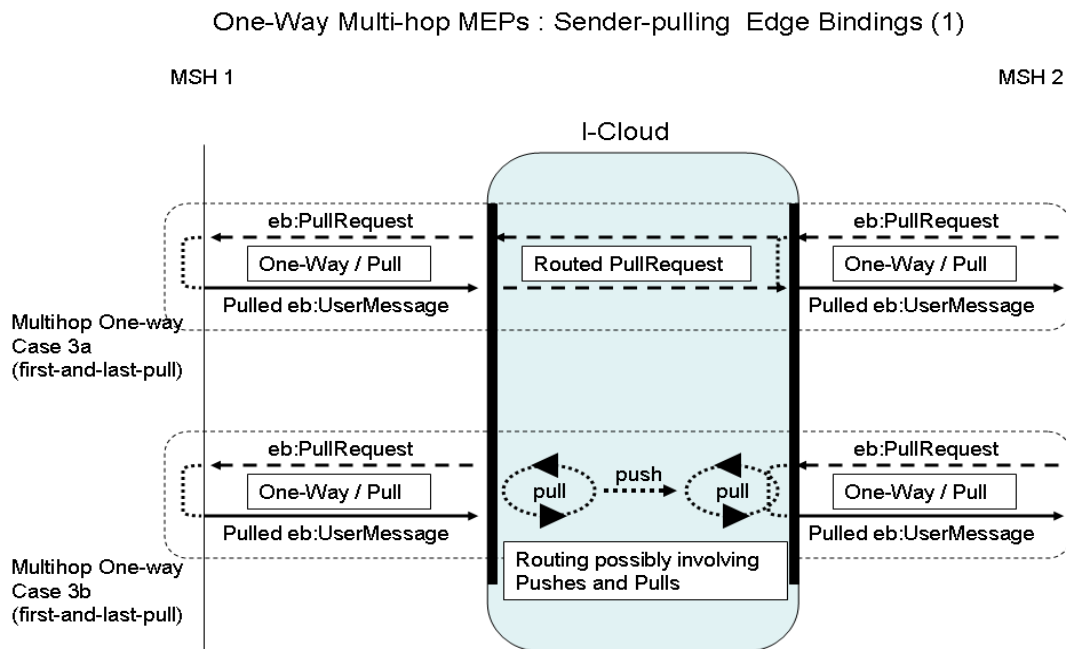 One-Way Multi-hop MEPs : Sender-pulling Edge Bindings (1)
MSH 1
MSH 2
I-Cloud
eb:PullRequest
eb:PullRequest
One-Way / Pull
Routed PullRequest
One-Way / Pull
Pulled eb:UserMessage
Pulled eb:UserMessage
Multihop One-way
Case 3a
(first-and-last-pull)
eb:PullRequest
eb:PullRequest
One-Way / Pull
pull
push
pull
One-Way / Pull
Pulled eb:UserMessage
Pulled eb:UserMessage
Routing possibly involving
Pushes and Pulls
Multihop One-way
Case 3b
(first-and-last-pull)